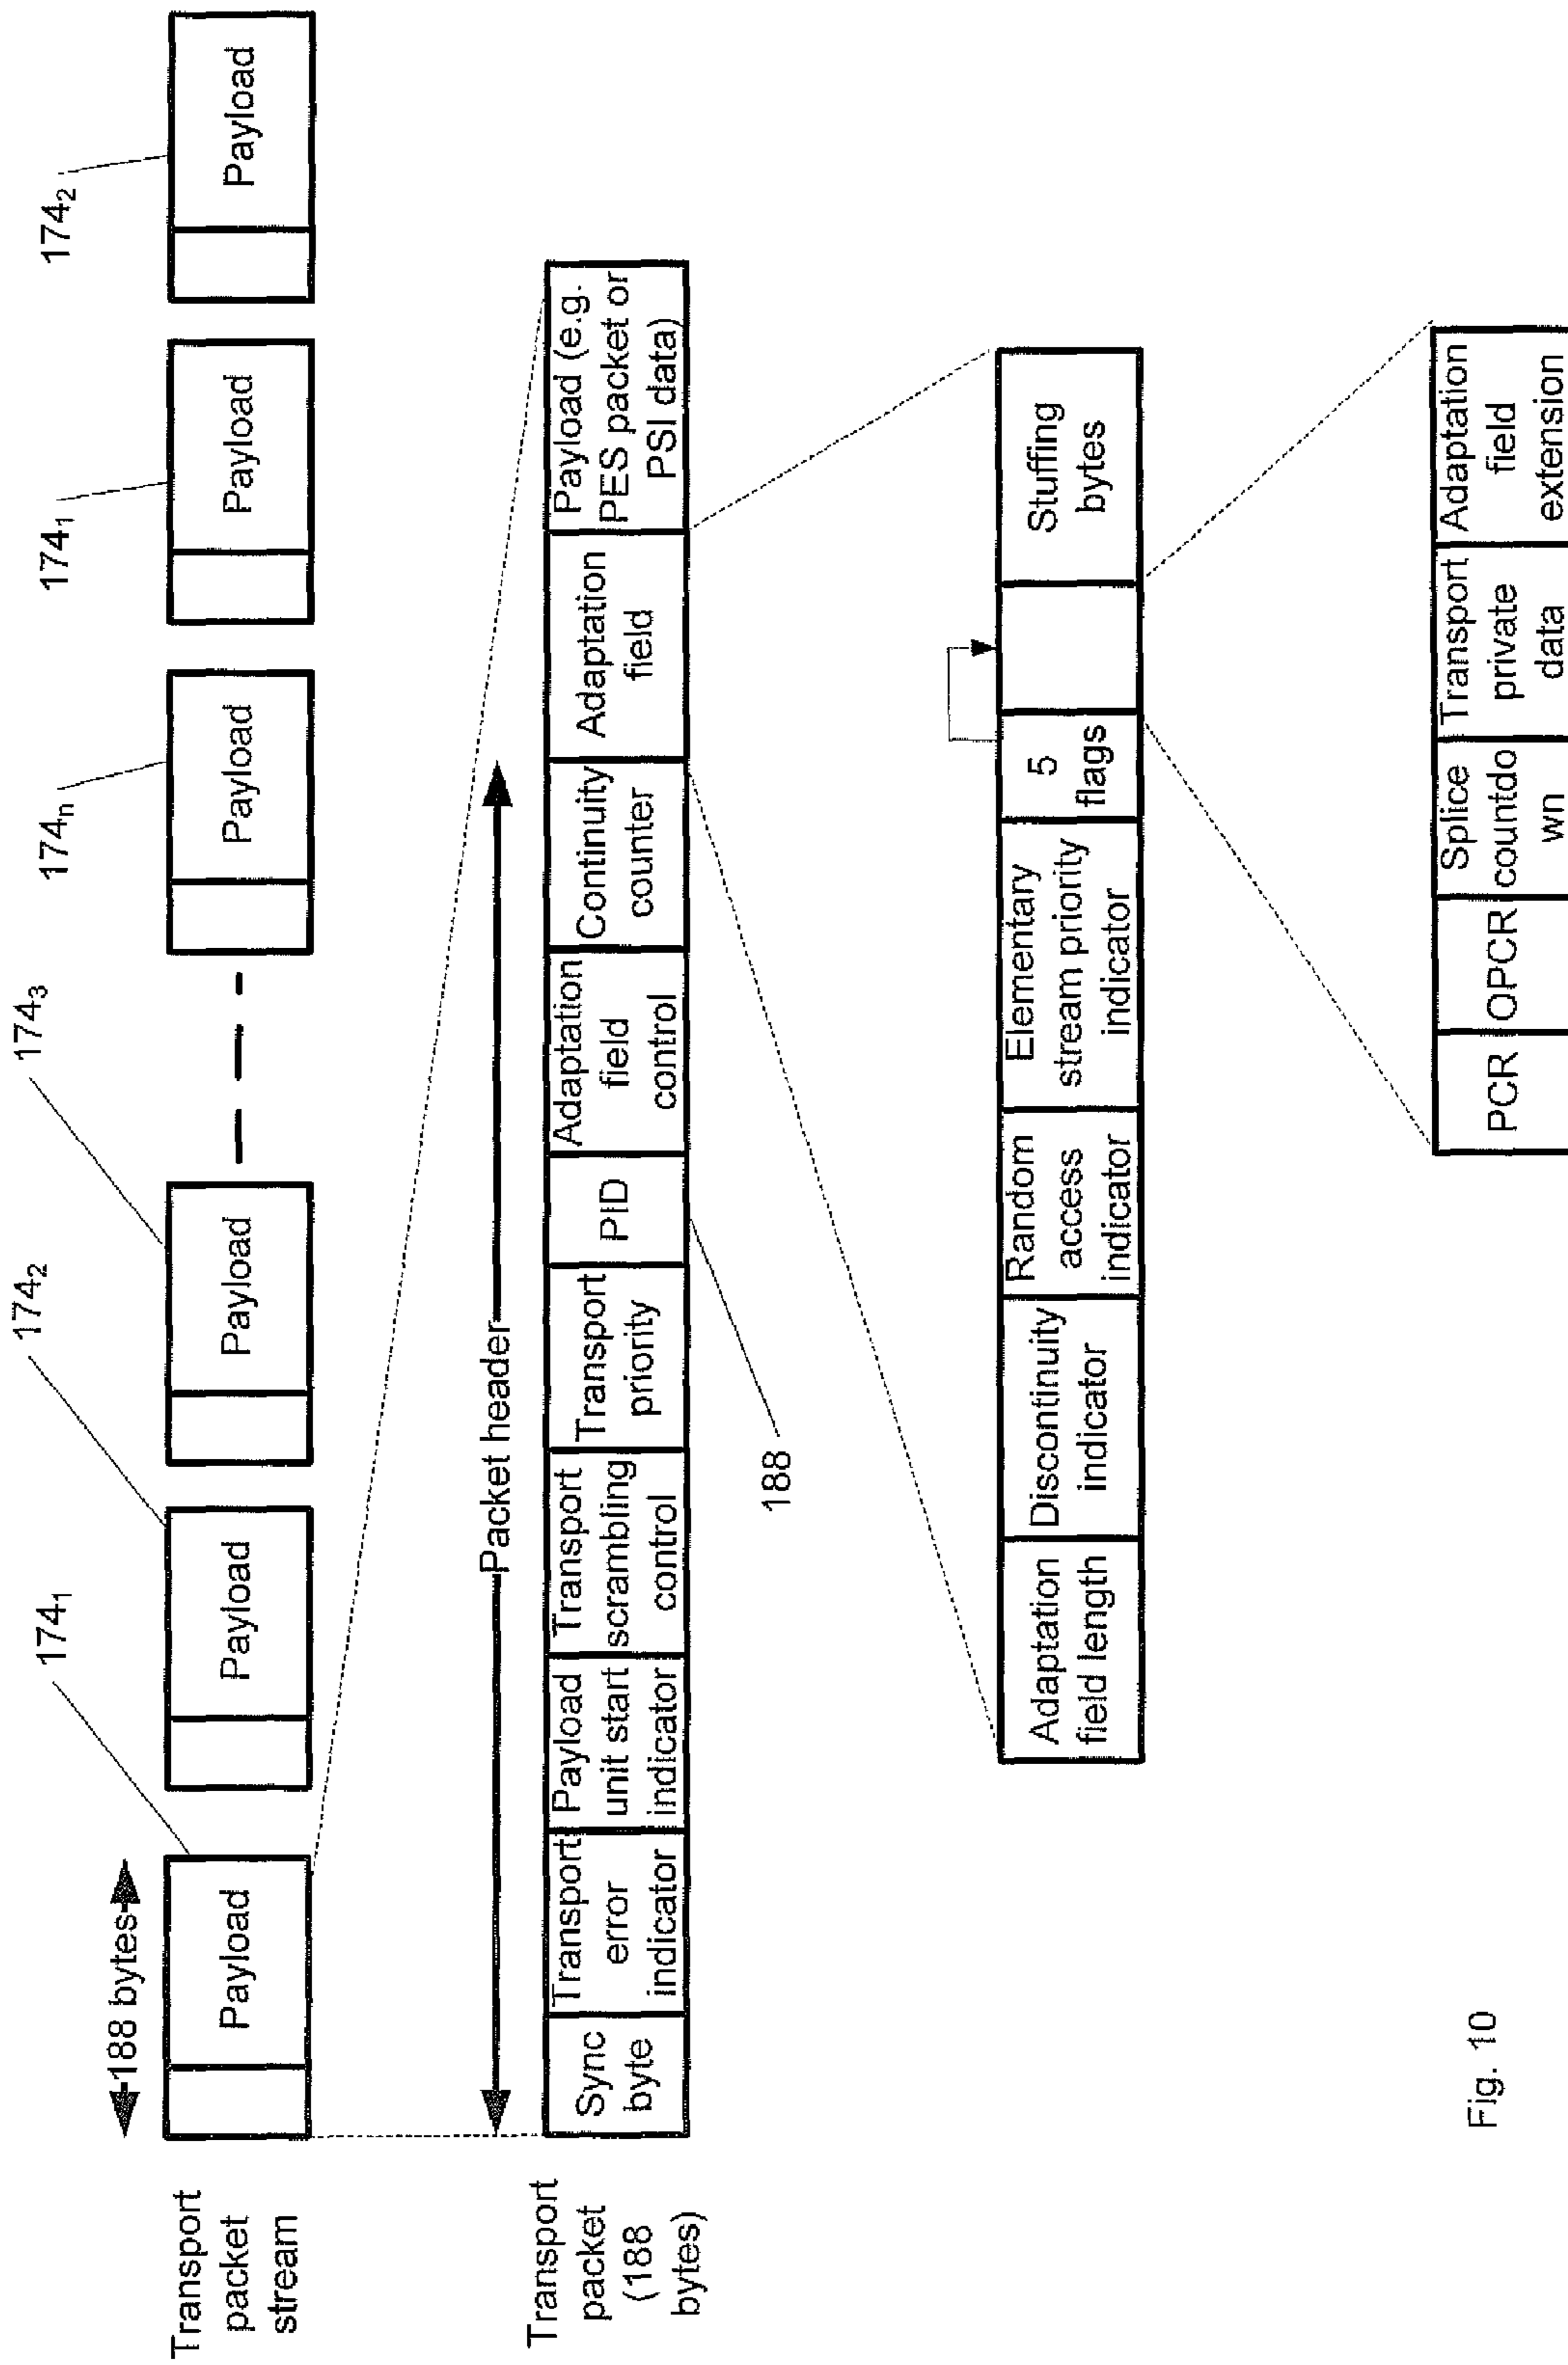 174₁
174₂
174₃
174ₙ
174₁
174₂
188 bytes
Transport
packet
stream
Payload
Payload
Payload
Payload
Payload
Payload
Packet header
Transport
packet
(188
bytes)
Sync
byte
Transport
error
indicator
Payload
unit start
indicator
Transport
scrambling
control
Transport
priority
PID
Adaptation
field
control
Continuity
counter
Adaptation
field
Payload (e.g.
PES packet or
PSI data)
188
Adaptation
field length
Discontinuity
indicator
Random
access
indicator
Elementary
stream priority
indicator
5
flags
Stuffing
bytes
PCR
OPCR
Splice
countdo
wn
Transport
private
data
Adaptation
field
extension
Fig. 10